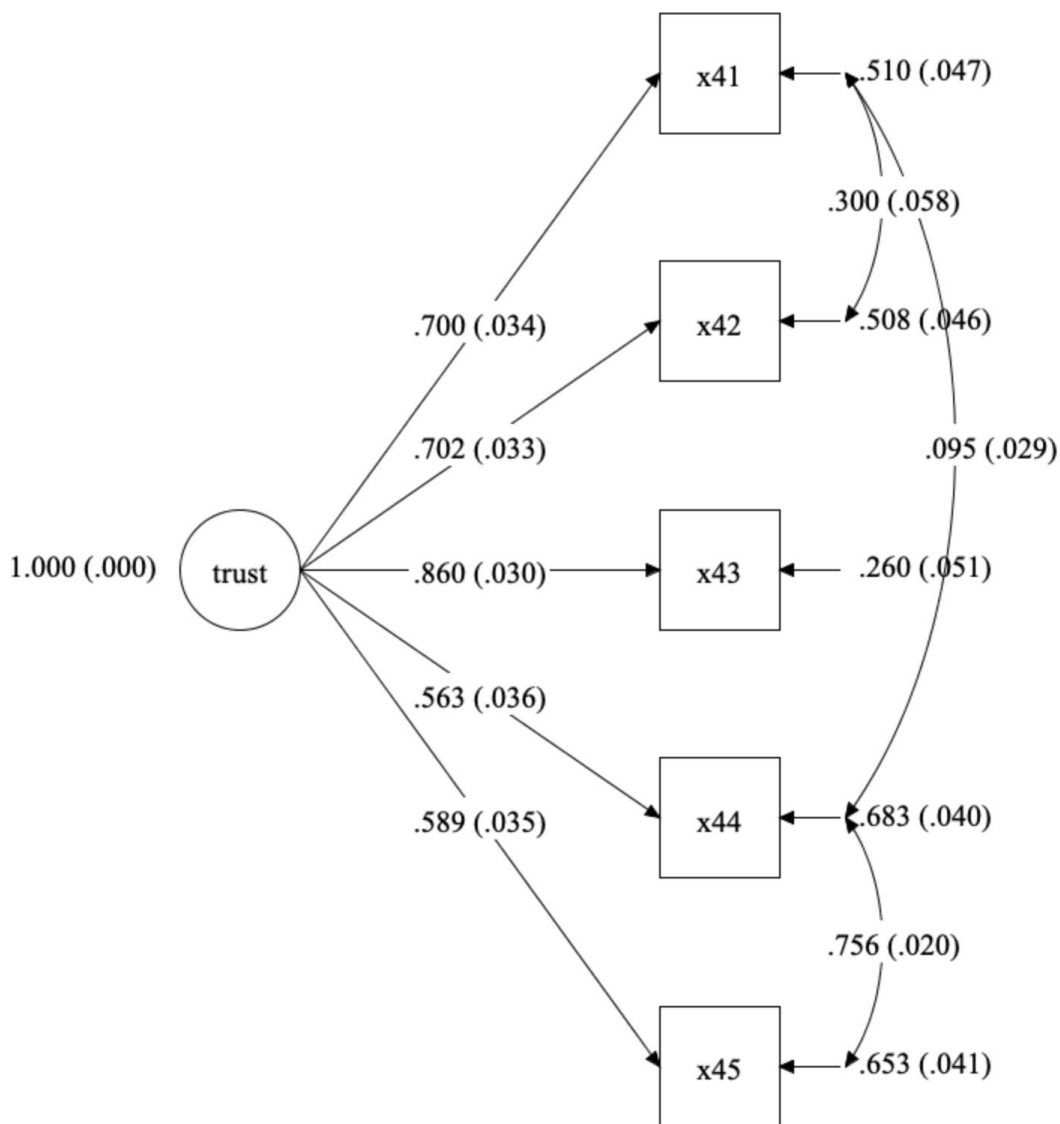 x41
.510 (.047)
.300 (.058)
.700 (.034)
x42
.508 (.046)
.702 (.033)
.095 (.029)
1.000 (.000)
trust
.860 (.030)
x43
.260 (.051)
.563 (.036)
.589 (.035)
x44
.683 (.040)
.756 (.020)
x45
.653 (.041)